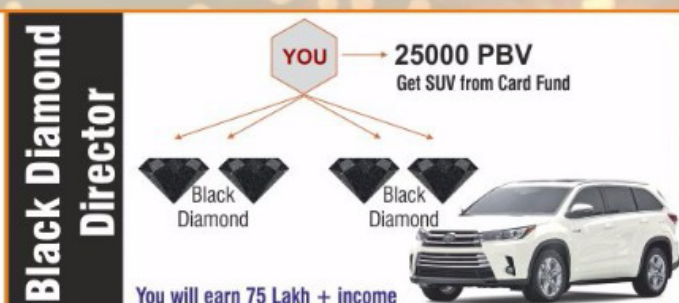 Black Diamond
Director
YOU
25000 PBV
Get SUV from Card Fund
Black
Diamond
Black
Diamond
You will earn 75 Lakh + income